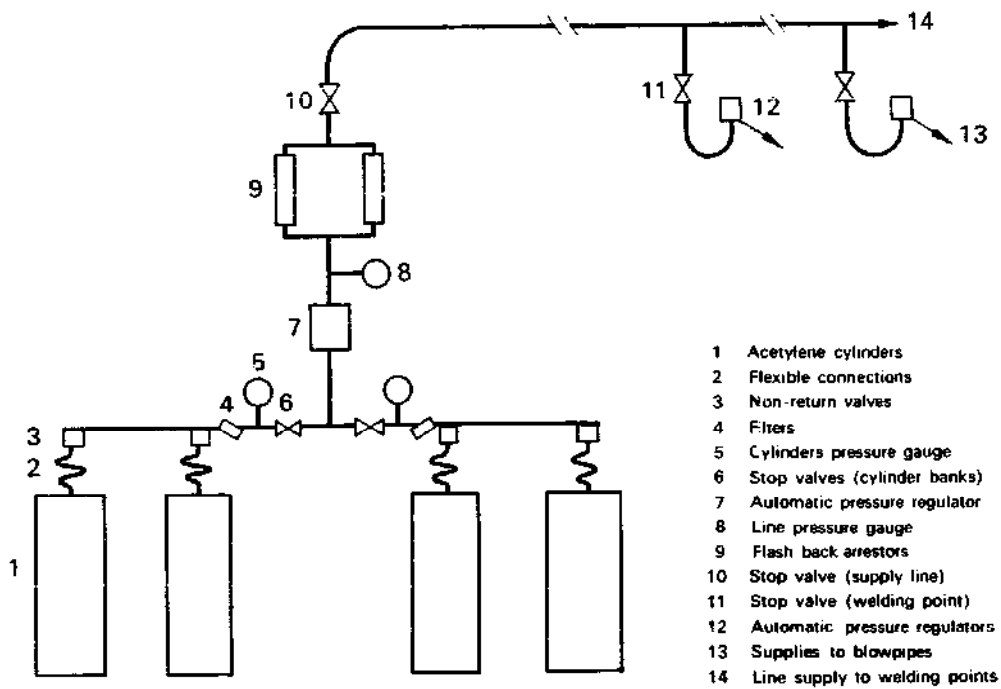 14
10
11
12
13
9
8
7
5
4
6
3
2
1
1 Acetylene cylinders
2 Flexible connections
3 Non-return valves
4 Filters
5 Cylinders pressure gauge
6 Stop valves (cylinder banks)
7 Automatic pressure regulator
8 Line pressure gauge
9 Flash back arrestors
10 Stop valve (supply line)
11 Stop valve (welding point)
12 Automatic pressure regulators
13 Supplies to blowpipes
14 Line supply to welding points